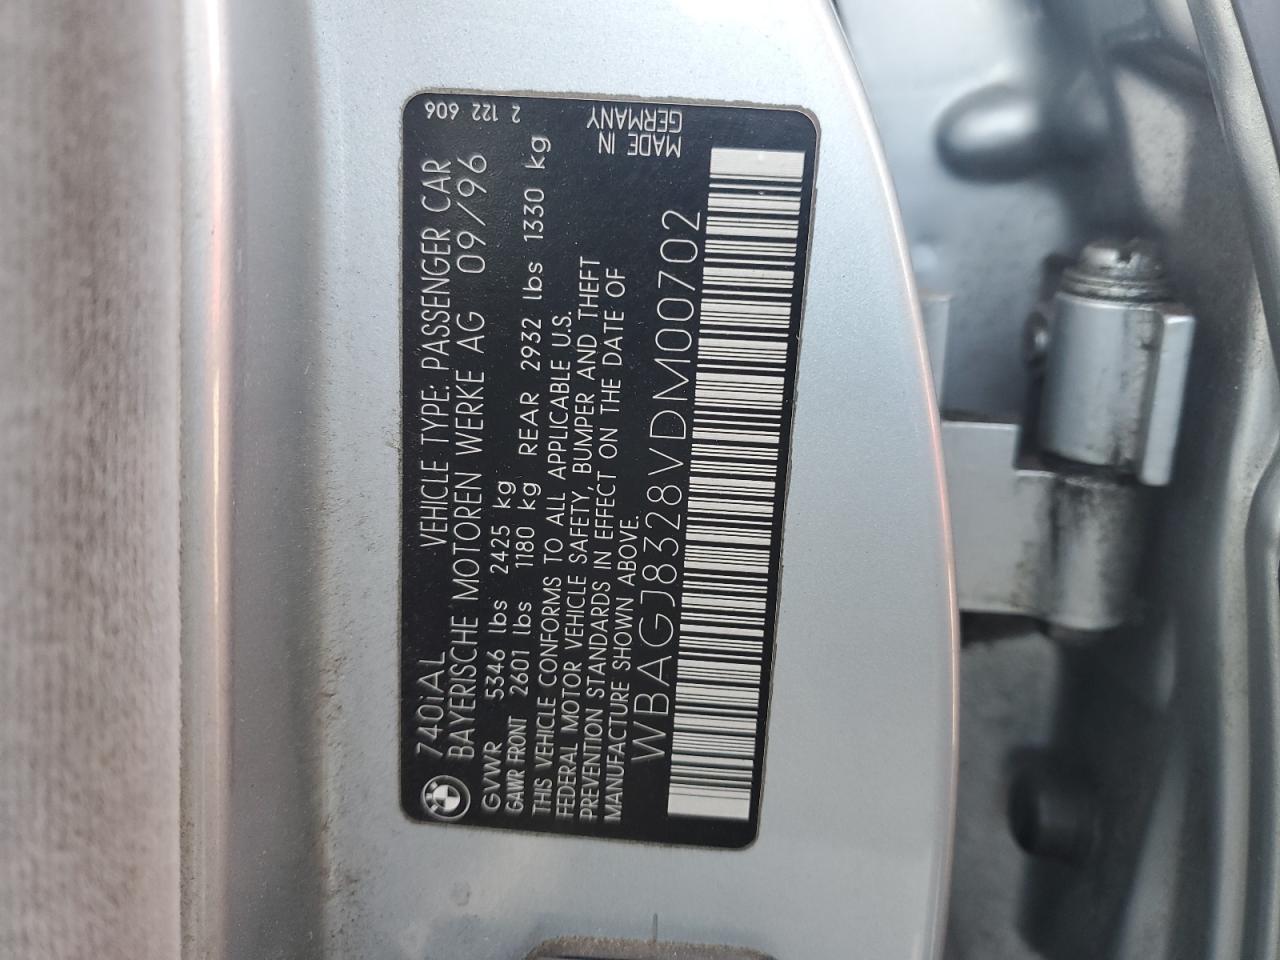 740iAL VEHICLE TYPE: PASSENGER CAR 606
BAYERISCHE MOTOREN WERKE AG 09/96
GVWR 5346 lbs 2425 kg 2 122
GAWR FRONT 2601 lbs 1180 kg REAR 2932 lbs 1330 kg
THIS VEHICLE CONFORMS TO ALL APPLICABLE U.S.
FEDERAL MOTOR VEHICLE SAFETY, BUMPER AND THEFT
PREVENTION STANDARDS IN EFFECT ON THE DATE OF
MANUFACTURE SHOWN ABOVE.
MADE IN
GERMANY
WBAGJ8328VDM00702